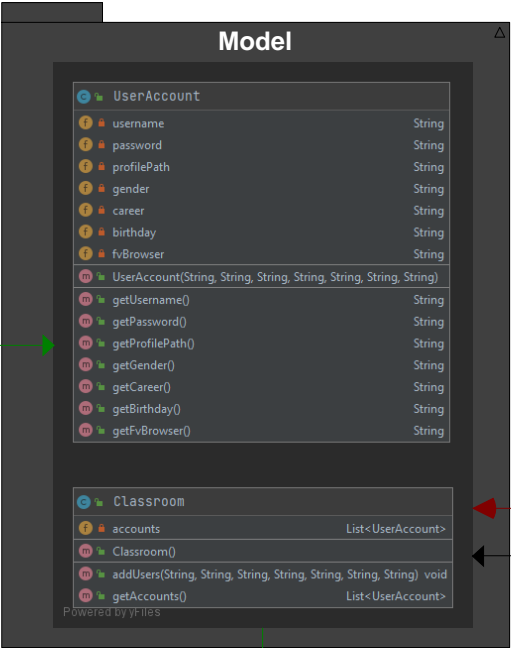 Model
UserAccount
username String
password String
profilePath String
gender String
career String
birthday String
fvBrowser String
UserAccount(String, String, String, String, String, String, String)
getUsername() String
getPassword() String
getProfilePath() String
getGender() String
getCareer() String
getBirthday() String
getFvBrowser() String
Classroom
accounts List<UserAccount>
Classroom()
addUsers(String, String, String, String, String, String, String) void
getAccounts() List<UserAccount>
Powered by yFiles